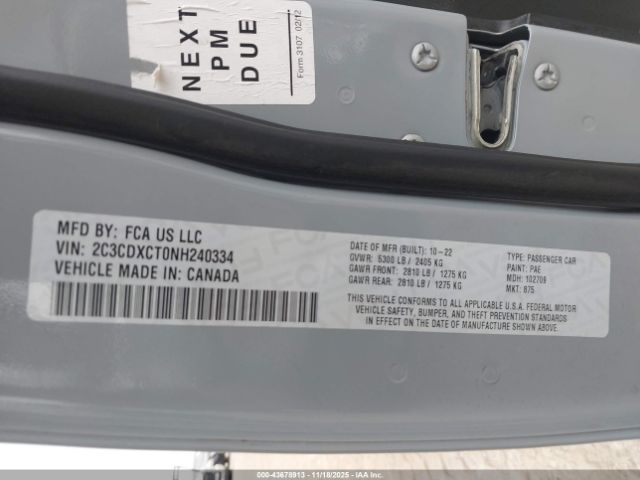 NEXT
PM
DUE
Form 3107 02/12
MFD BY: FCA US LLC
VIN: 2C3CDXCT0NH240334
VEHICLE MADE IN: CANADA
DATE OF MFR (BUILT): 10-22
GVWR: 5300 LB / 2405 KG
GAWR FRONT: 2810 LB / 1275 KG
GAWR REAR: 2810 LB / 1275 KG
TYPE: PASSENGER CAR
PAINT: PAE
MDH: 102709
MKT: 875
THIS VEHICLE CONFORMS TO ALL APPLICABLE U.S.A. FEDERAL MOTOR
VEHICLE SAFETY, BUMPER, AND THEFT PREVENTION STANDARDS
IN EFFECT ON THE DATE OF MANUFACTURE SHOWN ABOVE.
000-43678913 - 11/18/2025 - IAAI.COM